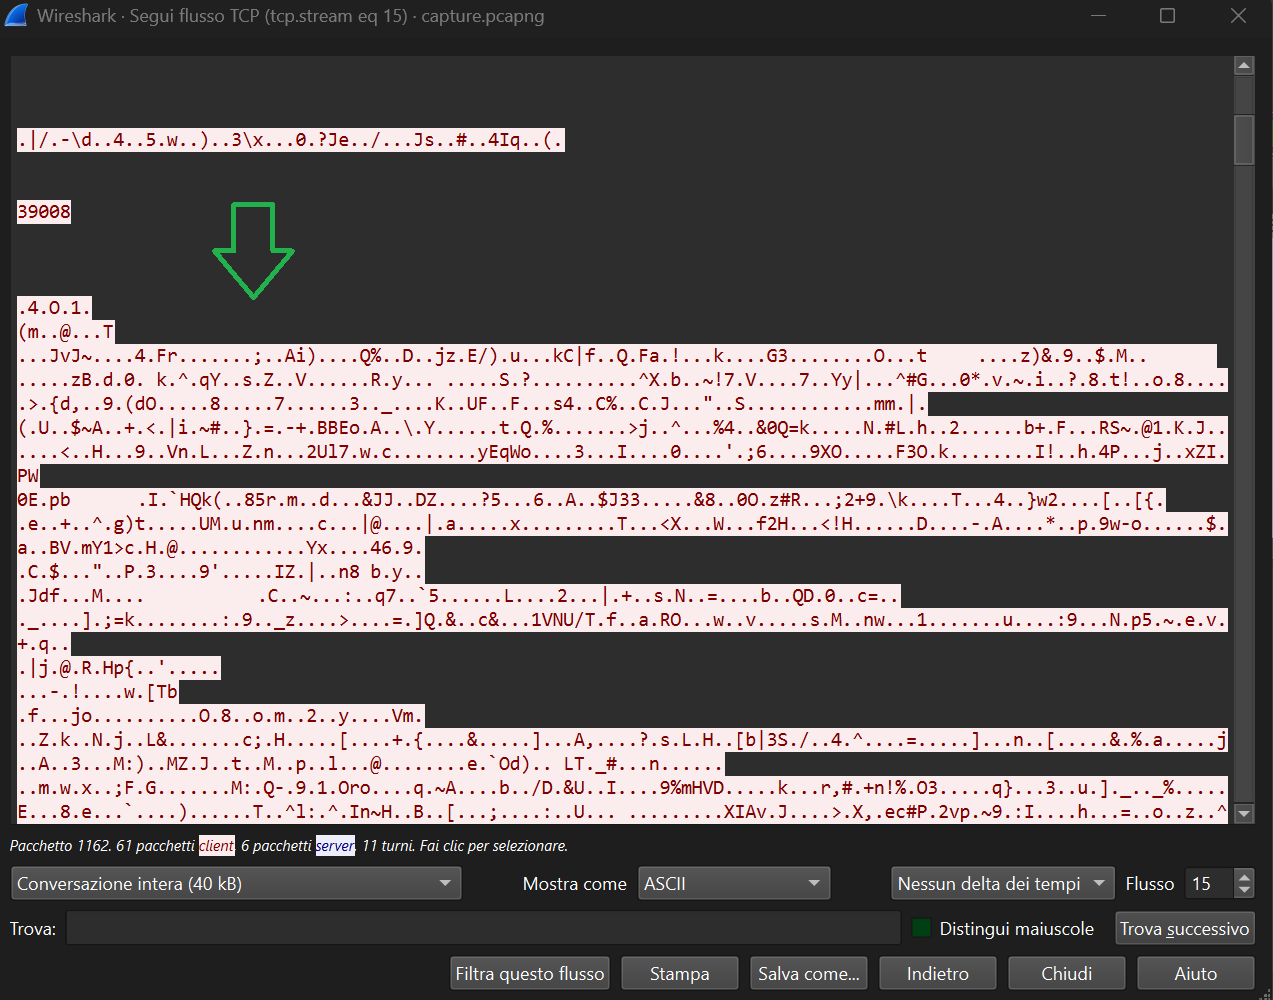 Wireshark · Segui flusso TCP (tcp.stream eq 15) · capture.pcapng
.|/.-\d..4..5.w..)..3\x...0.?Je../...Js..#..4Iq..(.
39008
.4.O.1.
(m..@...T
...JvJ~....4.Fr.......;..Ai)....Q%..D..jz.E/).u...kC|f..Q.Fa.!...k....G3........O...t	....z)&.9..$.M..
.....zB.d.0. k.^.qY..s.Z..V......R.y... .....S.?..........^X.b..~!7.V....7..Yy|...^#G...0*.v.~.i..?.8.t!..o.8....
.>.{d,..9.(dO.....8.....7......3.._....K..UF..F...s4..C%..C.J..."..S............mm.|.
(.U..$~A..+.<.|i.~#..}.=.-+.BBEo.A..\.Y......t.Q.%.......>j..^...%4..&0Q=k.....N.#L.h..2......b+.F...RS~.@1.K.J..
....<..H...9..Vn.L...Z.n...2Ul7.w.c........yEqWo....3...I....0....'.;6....9XO.....F3O.k........I!..h.4P...j..xZI.
PW
0E.pb	.I.`HQk(..85r.m..d...&JJ..DZ....?5...6..A..$J33.....&8..0O.z#R...;2+9.\k....T...4..}w2....[..[{.
.e..+..^.g)t.....UM.u.nm....c...|@....|.a.....x.........T...<X...W...f2H...<!H......D....-.A....*..p.9w-o......$.
a..BV.mY1>c.H.@............Yx....46.9.
.C.$..."..P.3....9'.....IZ.|..n8 b.y..
.Jdf...M....	.C..~...:..q7..`5......L....2...|.+..s.N..=....b..QD.0..c=..
._....].;=k........:.9.._z....>....=.]Q.&..c&...1VNU/T.f..a.RO...w..v.....s.M..nw...1.......u....:9...N.p5.~.e.v.
+.q..
.|j.@.R.Hp{..'.....
...-.!....w.[Tb
.f...jo..........O.8..o.m..2..y....Vm.
..Z.k..N.j..L&.......c;.H.....[....+.{....&.....]...A,....?.s.L.H..[b|3S./..4.^....=.....]...n..[.....&.%.a.....j
..A..3...M:)..MZ.J..t..M..p..l...@........e.`Od).. LT._#...n......
..m.w.x..;F.G.......M:.Q-.9.1.Oro....q.~A....b../D.&U..I....9%mHVD.....k...r,#.+n!%.O3.....q}...3..u.]._.._%.....
E...8.e...`....)......T..^l:.^.In~H..B..[...;....:..U... .........XIAv.J....>.X,.ec#P.2vp.~9.:I....h...=..o..z..^
Pacchetto 1162. 61 pacchetti client, 6 pacchetti server, 11 turni. Fai clic per selezionare.
Conversazione intera (40 kB) Mostra come ASCII Nessun delta dei tempi Flusso 15
Trova: Distingui maiuscole Trova successivo
Filtra questo flusso Stampa Salva come... Indietro Chiudi Aiuto